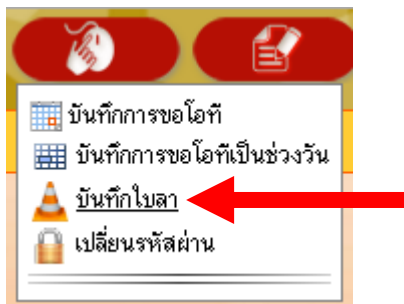 บันทึกการขอโอที
บันทึกการขอโอทีเป็นช่วงวัน
บันทึกใบลา
เปลี่ยนรหัสผ่าน